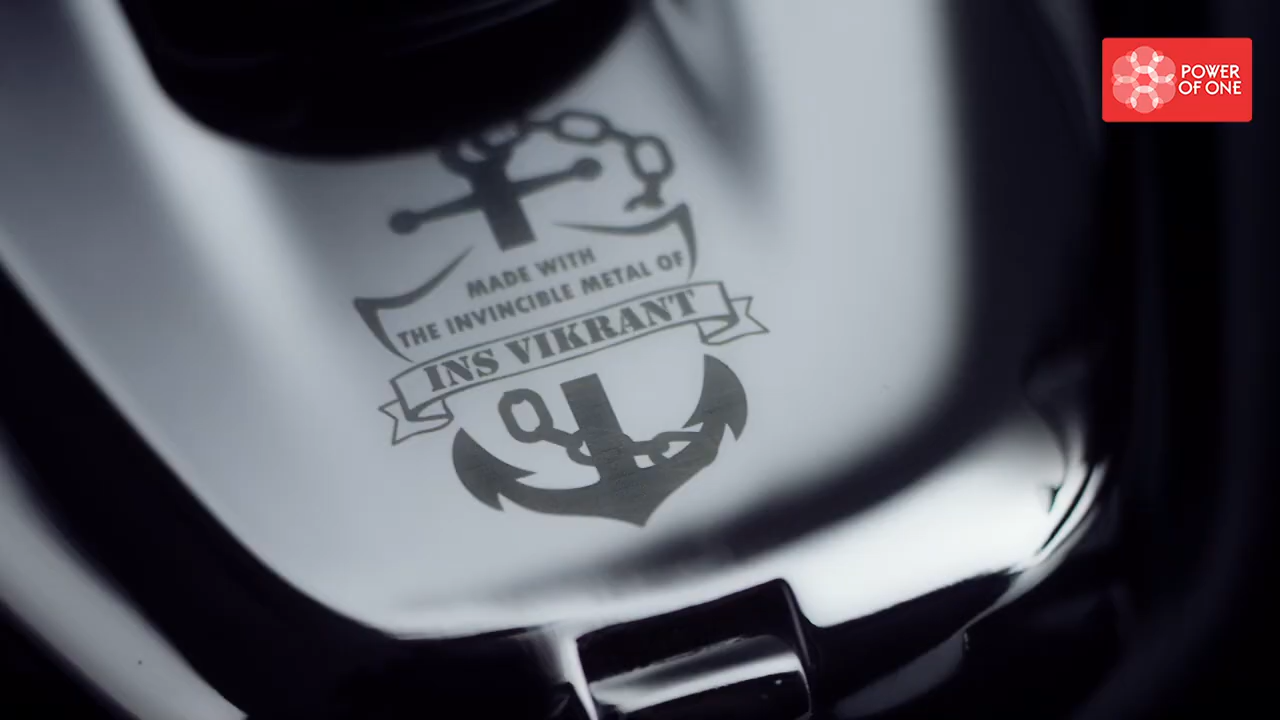 MADE WITH
THE INVINCIBLE METAL OF
INS VIKRANT
POWER
OF ONE